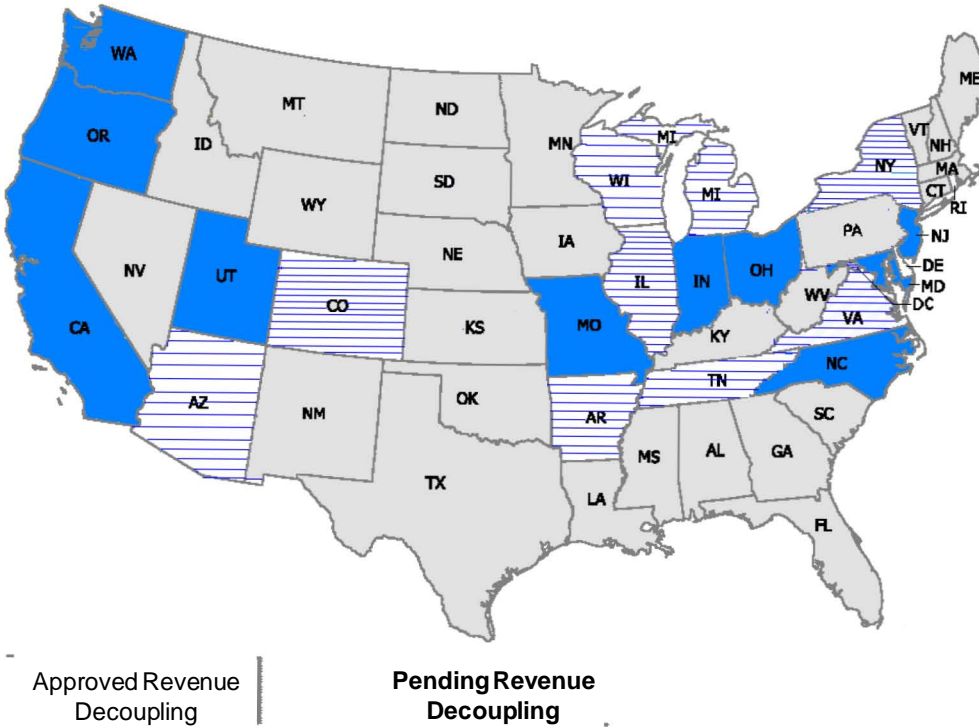 WA
MT
ND
ME
OR
ID
MN
VT
NH
MI
NY
MA
WI
SD
MI
CT
RI
WY
PA
NJ
IA
NE
DE
NV
UT
CO
IL
IN
OH
MD
WV
DC
CA
KS
MO
VA
KY
NC
TN
AZ
OK
NM
AR
SC
MS
AL
GA
TX
LA
FL
Approved Revenue
Decoupling
Pending Revenue
Decoupling